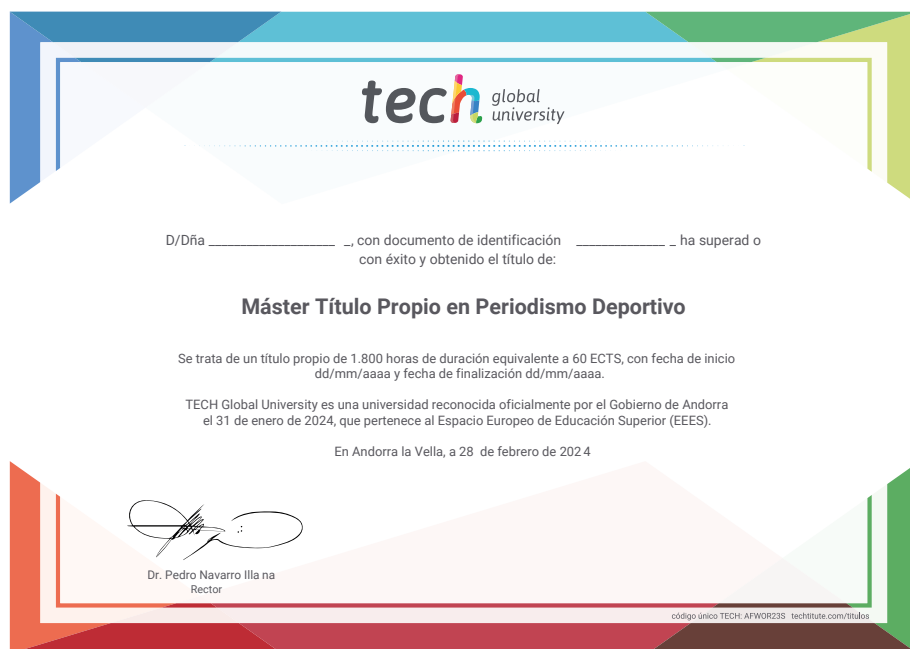 tech global university
D/Dña ____________________ _, con documento de identificación ______________ _ ha superad o
con éxito y obtenido el título de:
Máster Título Propio en Periodismo Deportivo
Se trata de un título propio de 1.800 horas de duración equivalente a 60 ECTS, con fecha de inicio
dd/mm/aaaa y fecha de finalización dd/mm/aaaa.
TECH Global University es una universidad reconocida oficialmente por el Gobierno de Andorra
el 31 de enero de 2024, que pertenece al Espacio Europeo de Educación Superior (EEES).
En Andorra la Vella, a 28 de febrero de 202 4
Dr. Pedro Navarro Illa na
Rector
código único TECH: AFWOR23S techtitute.com/titulos